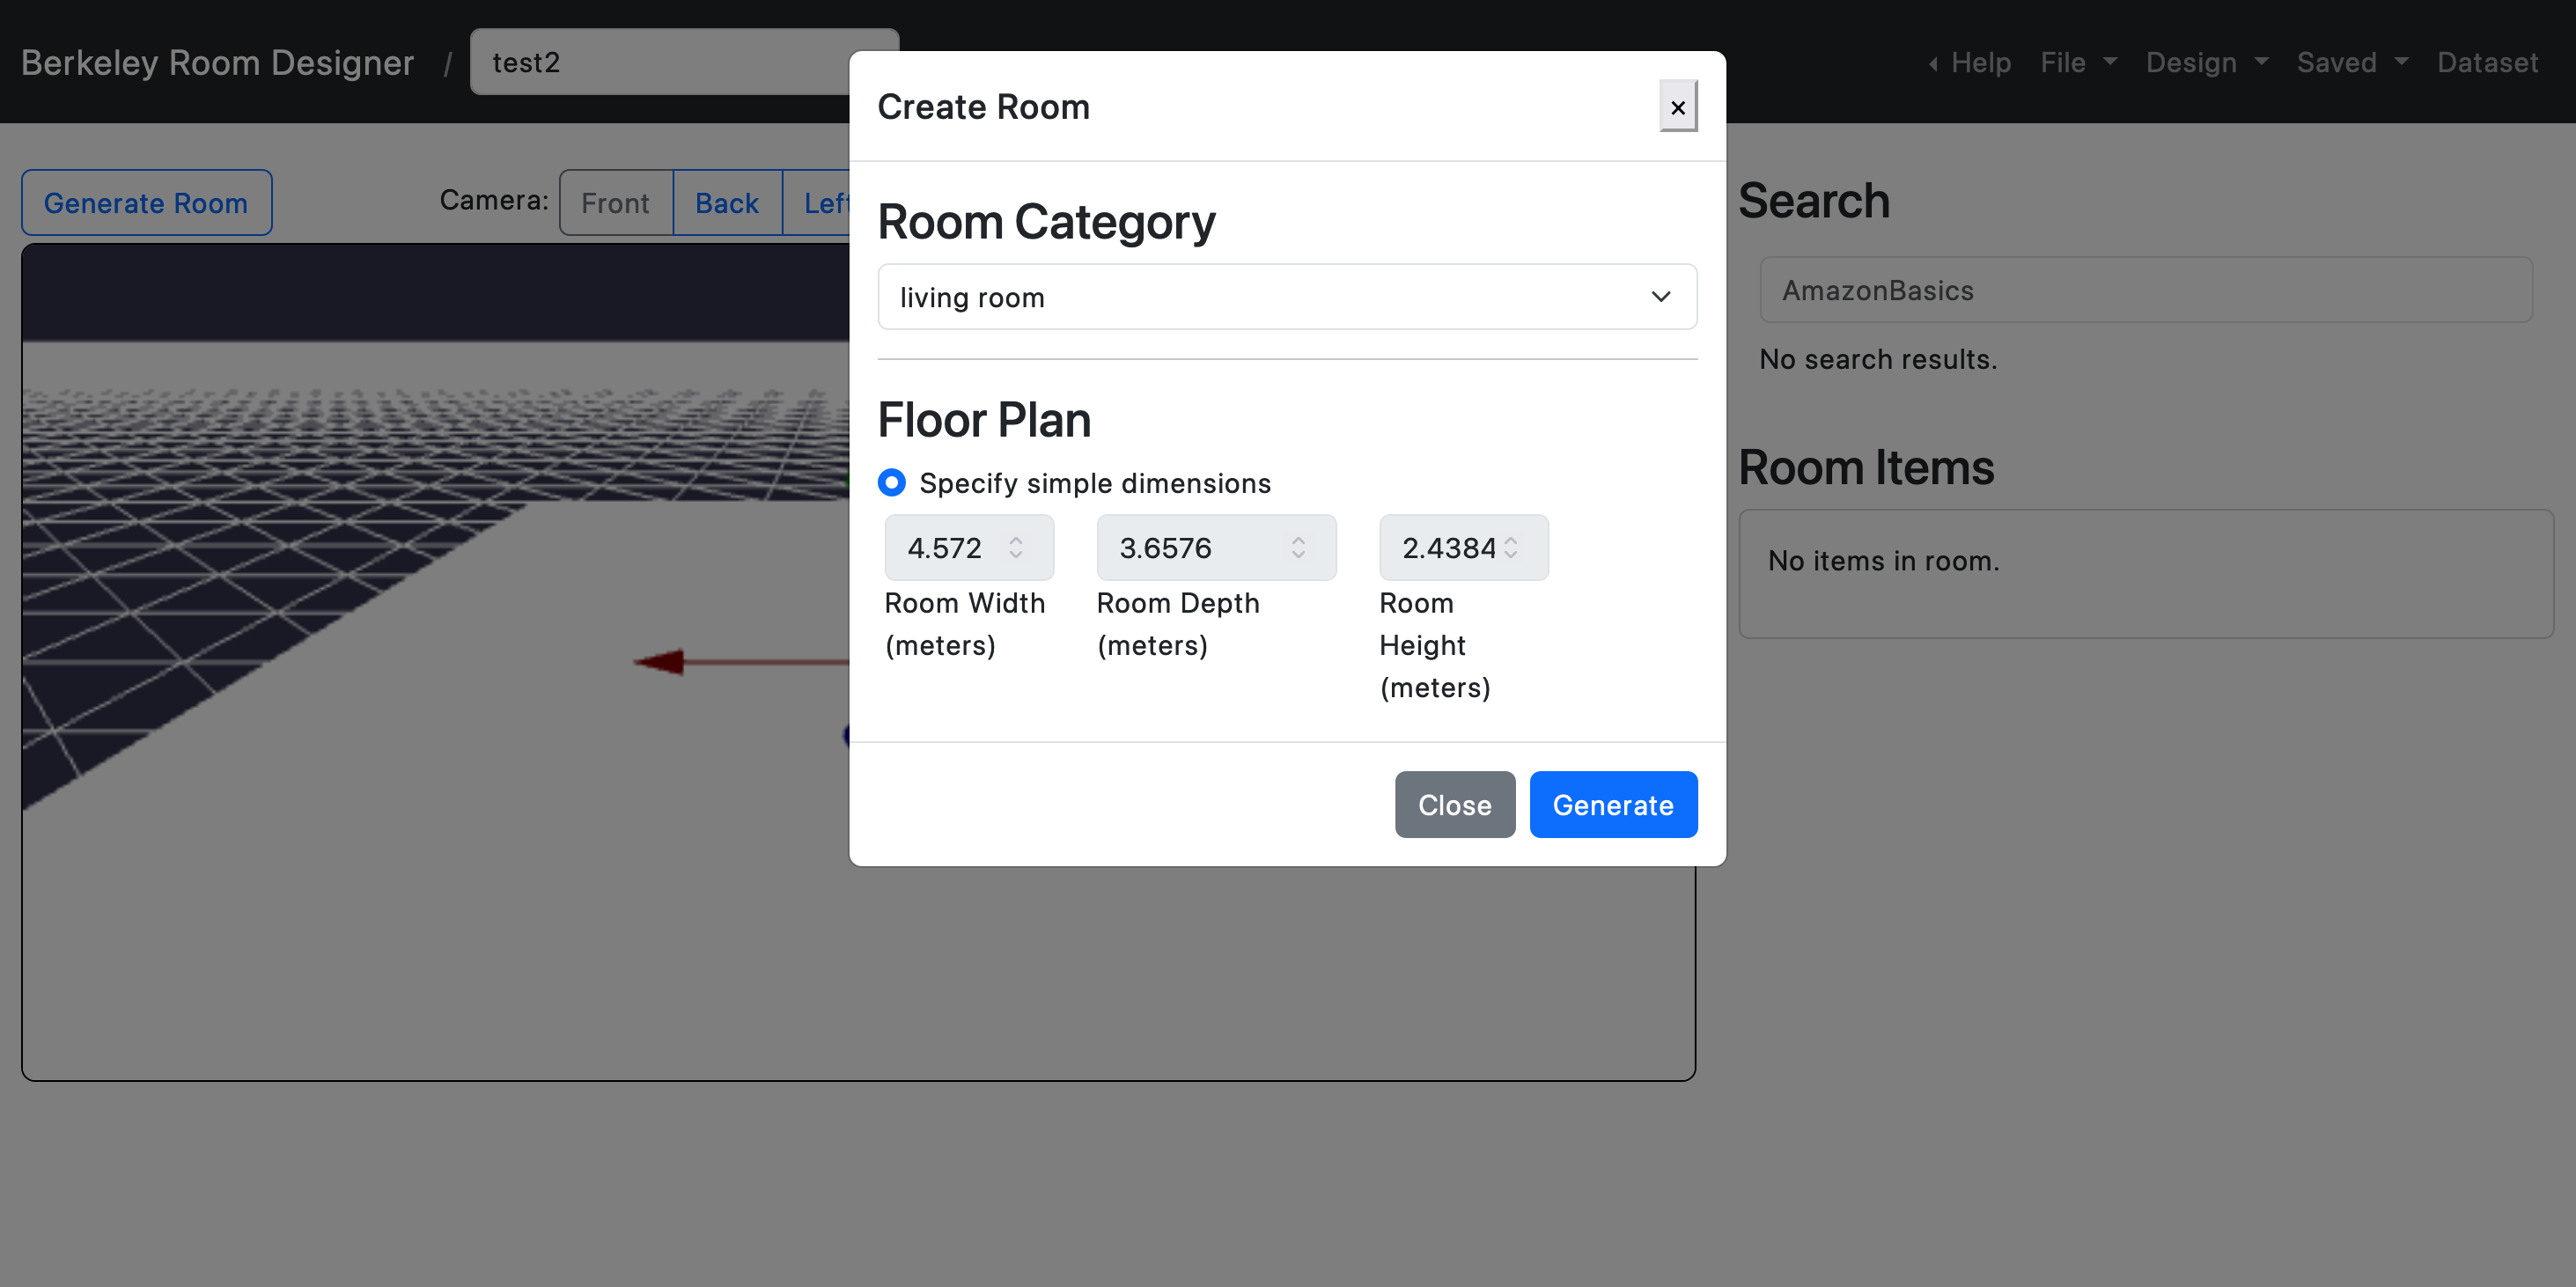 Berkeley Room Designer / test2
Help File Design Saved Dataset
Create Room
×
Generate Room
Camera: Front Back Left
Room Category
living room
Floor Plan
Specify simple dimensions
4.572 3.6576 2.4384
Room Width (meters)
Room Depth (meters)
Room Height (meters)
Close Generate
Search
AmazonBasics
No search results.
Room Items
No items in room.